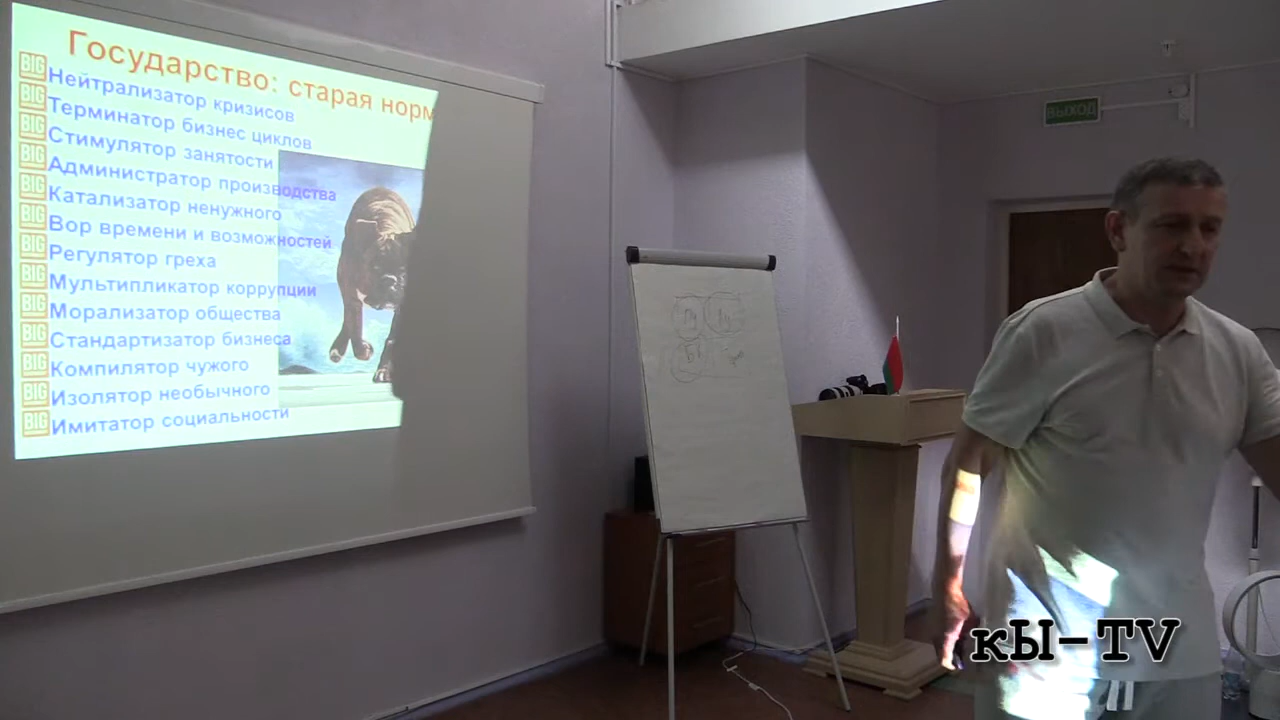 Государство: старая норм
BIG Нейтрализатор кризисов
BIG Терминатор бизнес циклов
BIG Стимулятор занятости
BIG Администратор производства
BIG Катализатор ненужного
BIG Вор времени и возможностей
BIG Регулятор греха
BIG Мультипликатор коррупции
BIG Морализатор общества
BIG Стандартизатор бизнеса
BIG Компилятор чужого
BIG Изолятор необычного
BIG Имитатор социальности
ВЫХОД
кЫ-TV